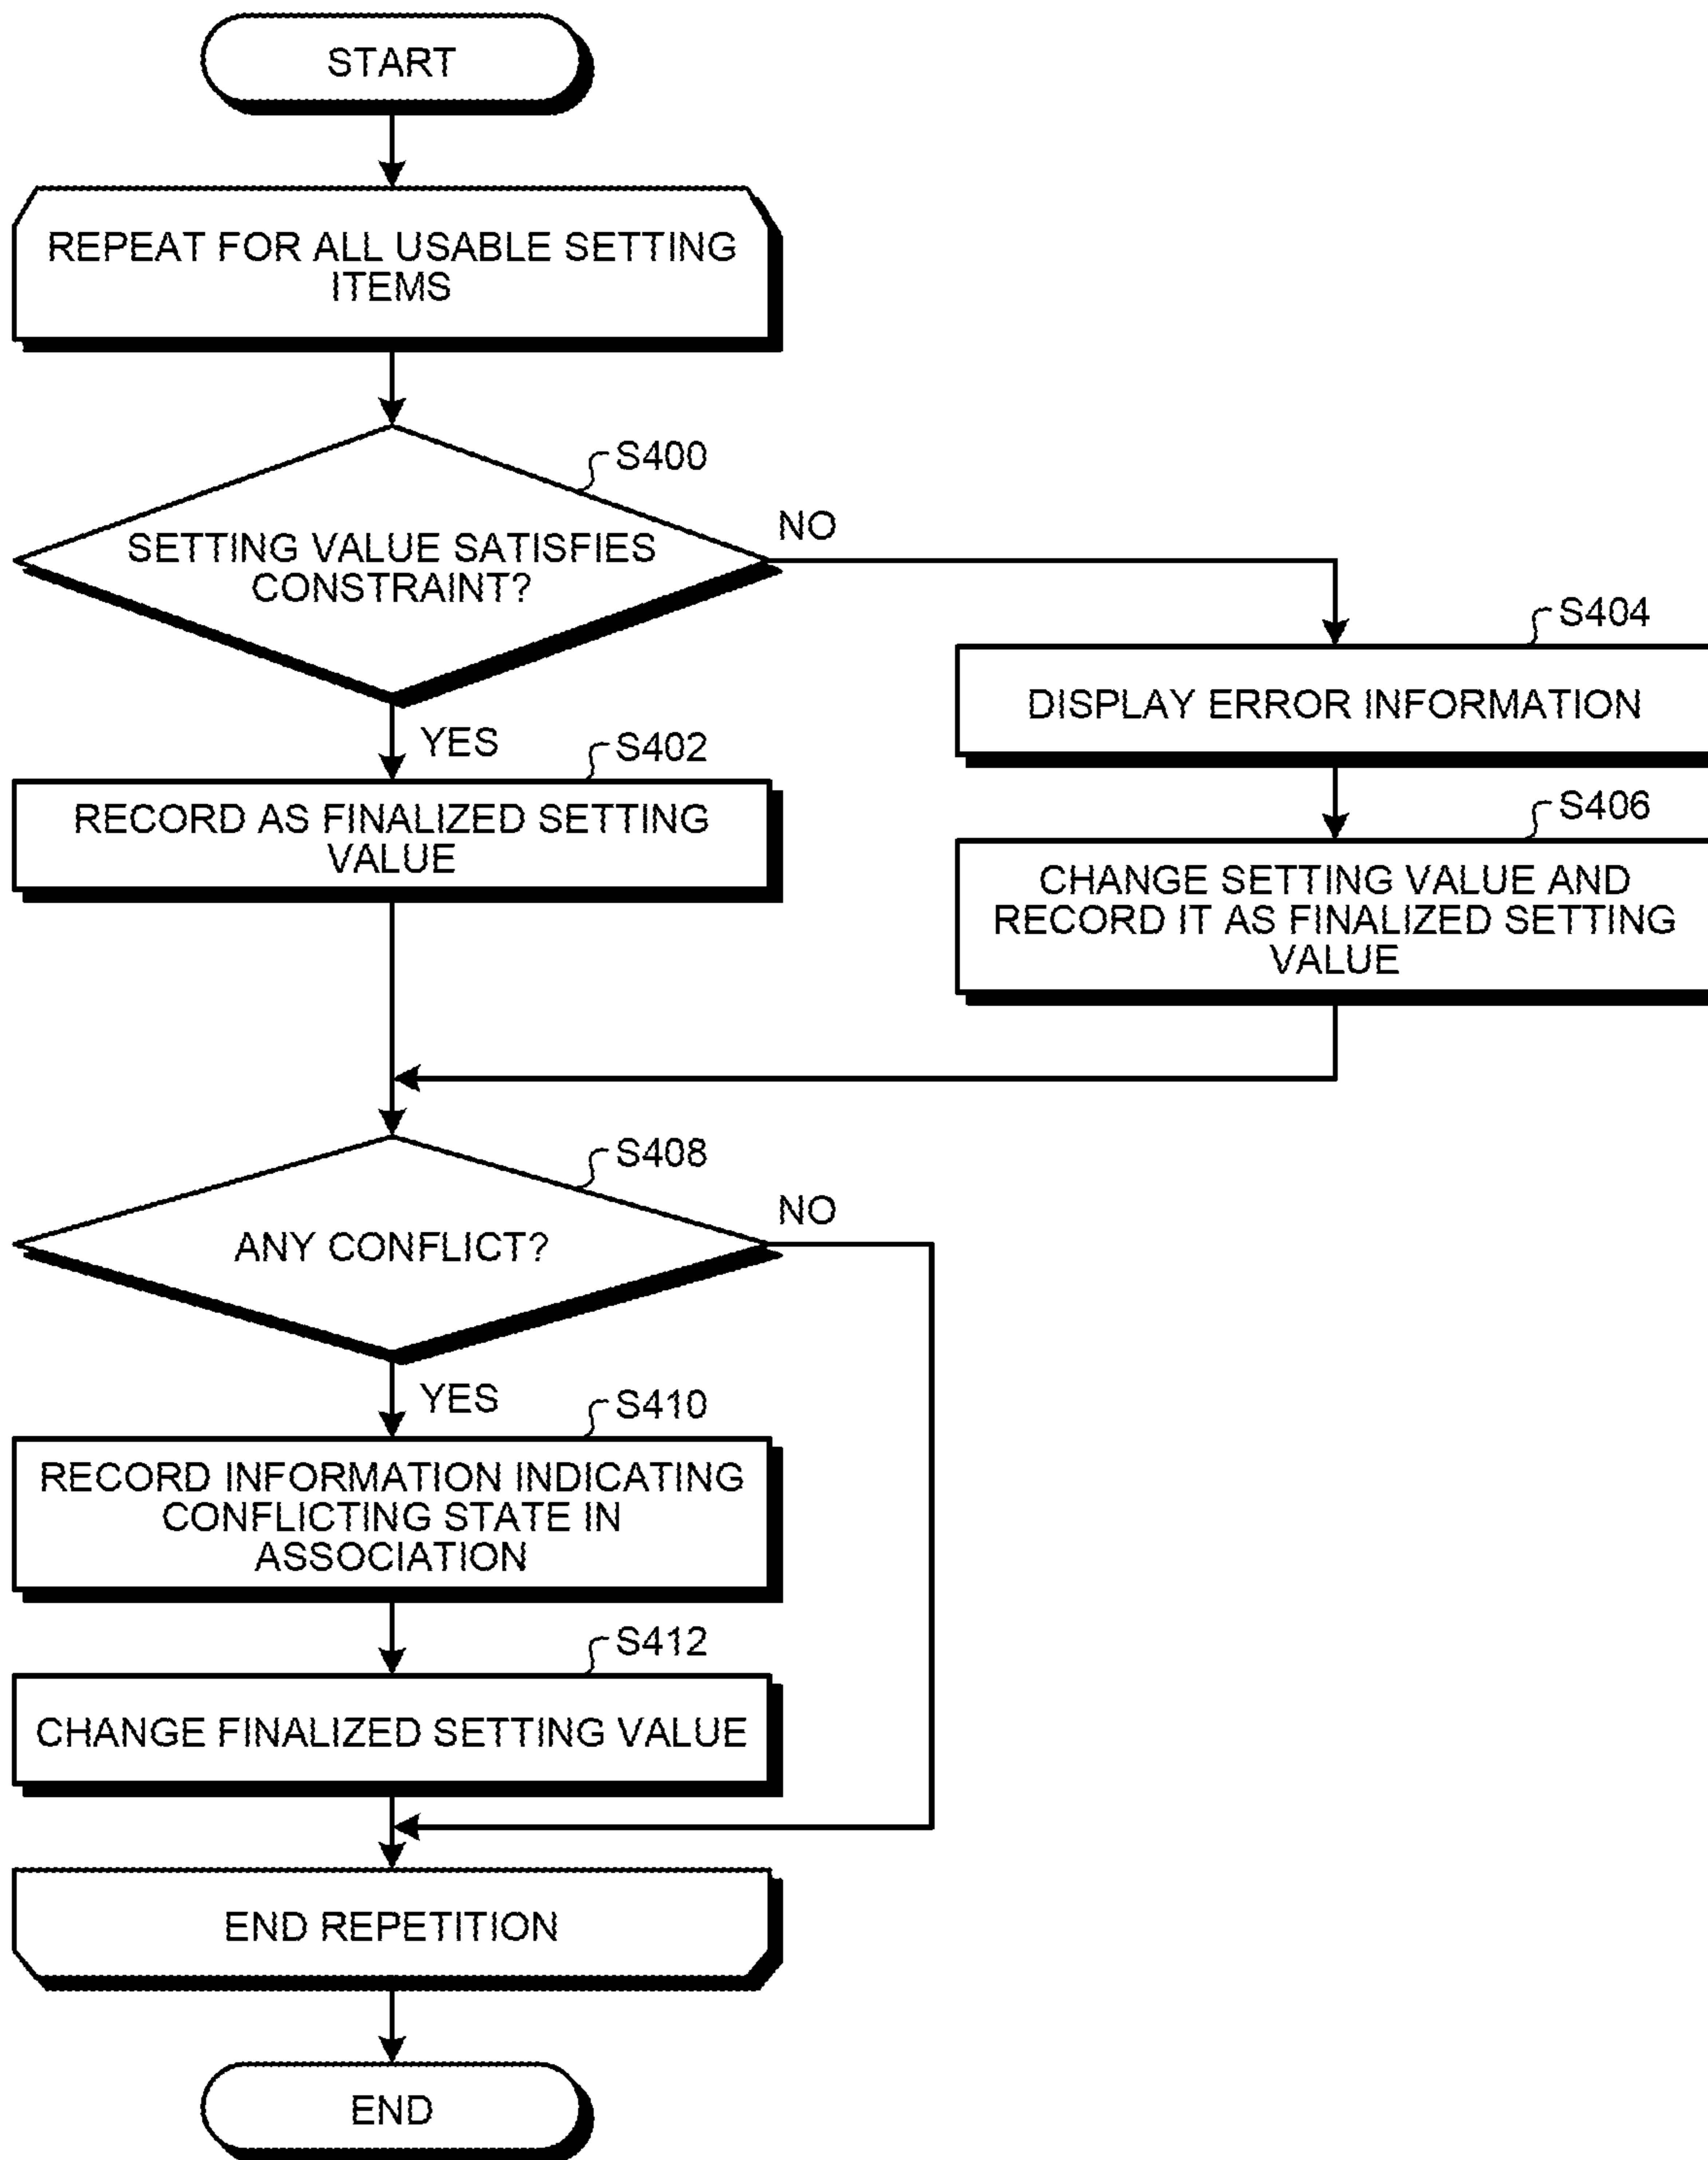 START
REPEAT FOR ALL USABLE SETTING
ITEMS
S400
SETTING VALUE SATISFIES
CONSTRAINT?
NO
YES
S402
RECORD AS FINALIZED SETTING
VALUE
S404
DISPLAY ERROR INFORMATION
S406
CHANGE SETTING VALUE AND
RECORD IT AS FINALIZED SETTING
VALUE
S408
ANY CONFLICT?
NO
YES
S410
RECORD INFORMATION INDICATING
CONFLICTING STATE IN
ASSOCIATION
S412
CHANGE FINALIZED SETTING VALUE
END REPETITION
END